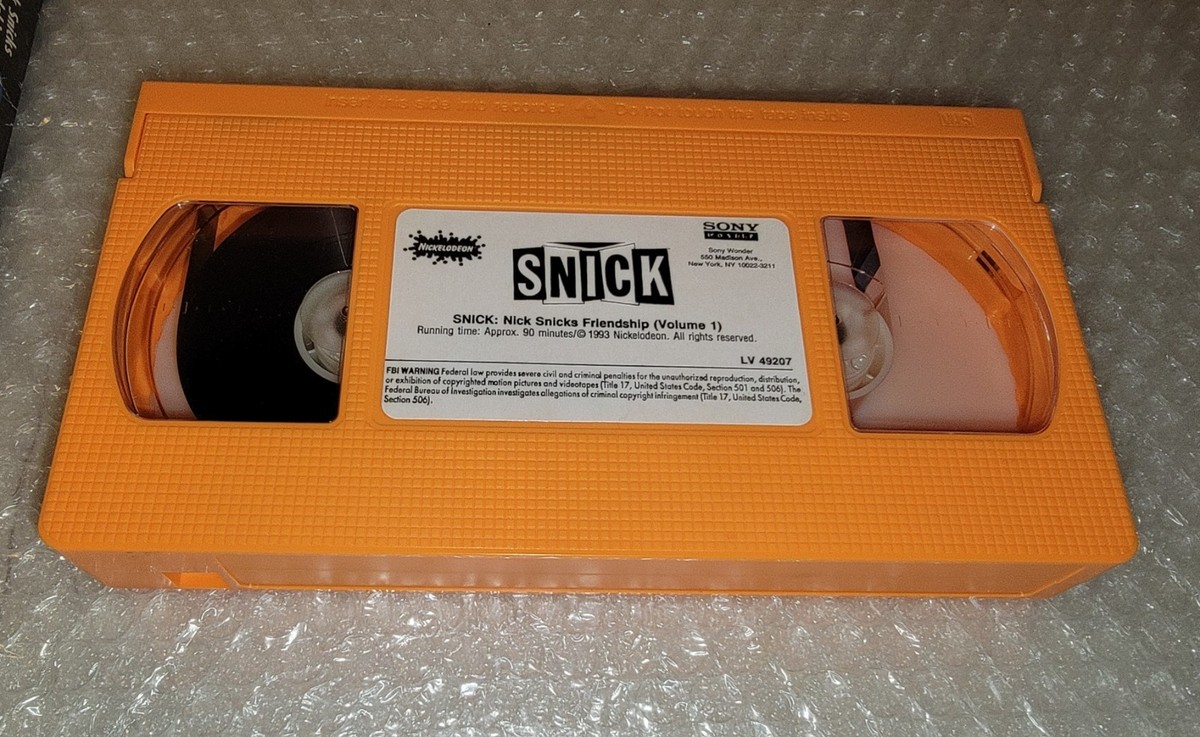 Snicks
Insert this side into recorder Do not touch the tape inside
VHS
NICKELODEON
SONY
WONDER
Sony Wonder
550 Madison Ave.,
New York, NY 10022-3211
SNICK
SNICK: Nick Snicks Friendship (Volume 1)
Running time: Approx. 90 minutes/© 1993 Nickelodeon. All rights reserved.
LV 49207
FBI WARNING Federal law provides severe civil and criminal penalties for the unauthorized reproduction, distribution,
or exhibition of copyrighted motion pictures and videotapes (Title 17, United States Code, Section 501 and 506). The
Federal Bureau of Investigation investigates allegations of criminal copyright infringement (Title 17, United States Code,
Section 506).